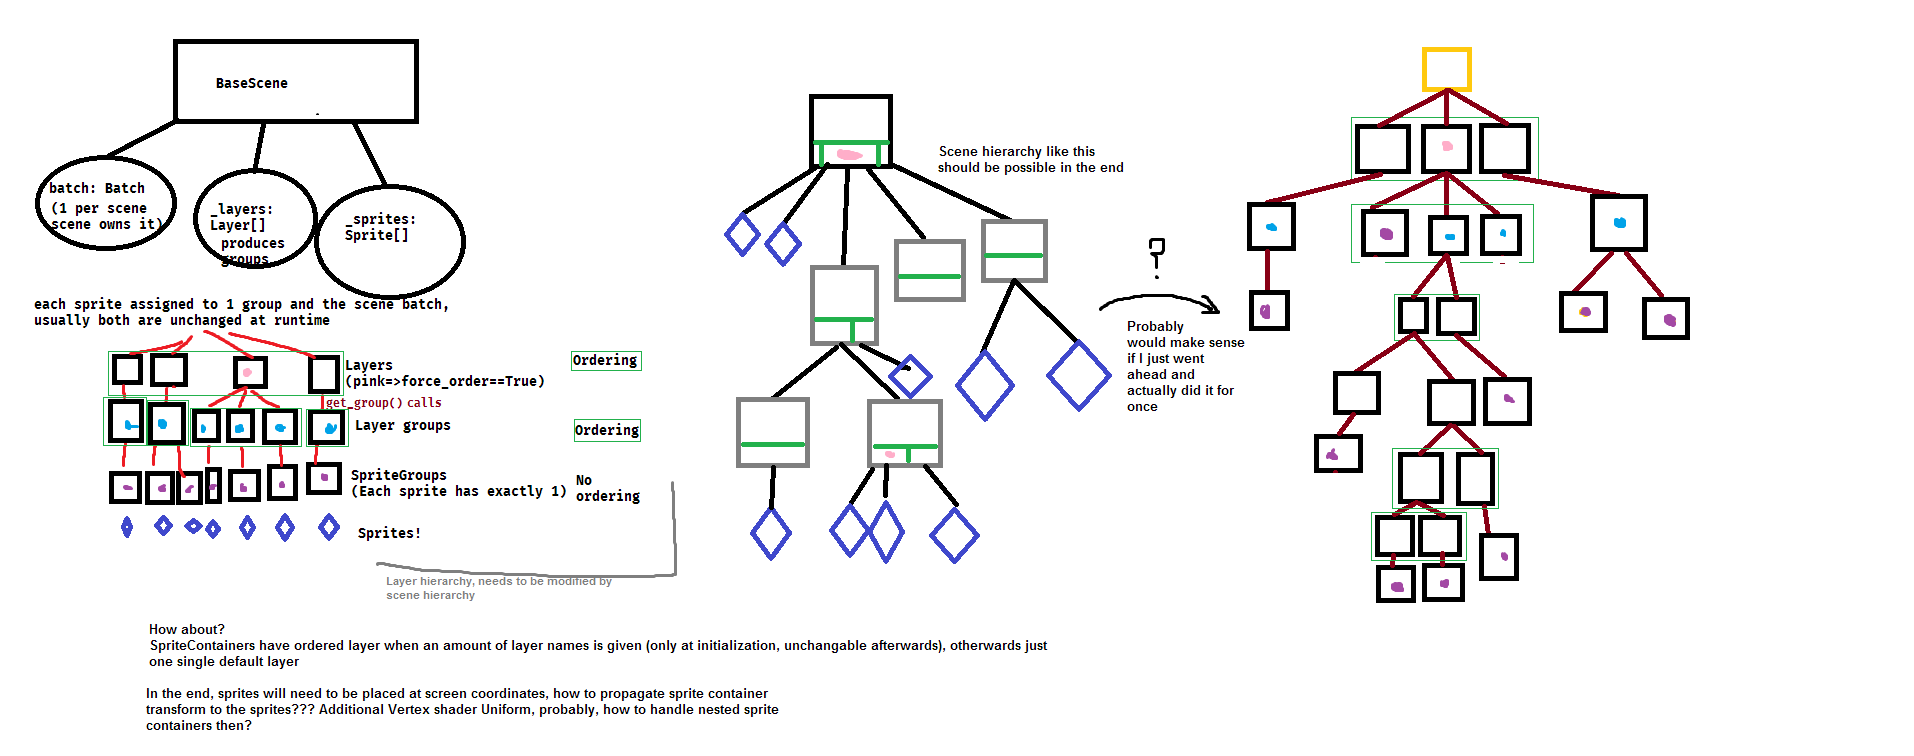 BaseScene
batch: Batch
(1 per scene
scene owns it)
_layers:
Layer[]
produces
groups
_sprites:
Sprite[]
each sprite assigned to 1 group and the scene batch,
usually both are unchanged at runtime
Layers
(pink=>force_order==True)
Ordering
get_group() calls
Layer groups
Ordering
SpriteGroups
(Each sprite has exactly 1)
No
ordering
Sprites!
Layer hierarchy, needs to be modified by
scene hierarchy
Scene hierarchy like this
should be possible in the end
?
Probably
would make sense
if I just went
ahead and
actually did it for
once
How about?
SpriteContainers have ordered layer when an amount of layer names is given (only at initialization, unchangable afterwards), otherwards just
one single default layer
In the end, sprites will need to be placed at screen coordinates, how to propagate sprite container
transform to the sprites??? Additional Vertex shader Uniform, probably, how to handle nested sprite
containers then?